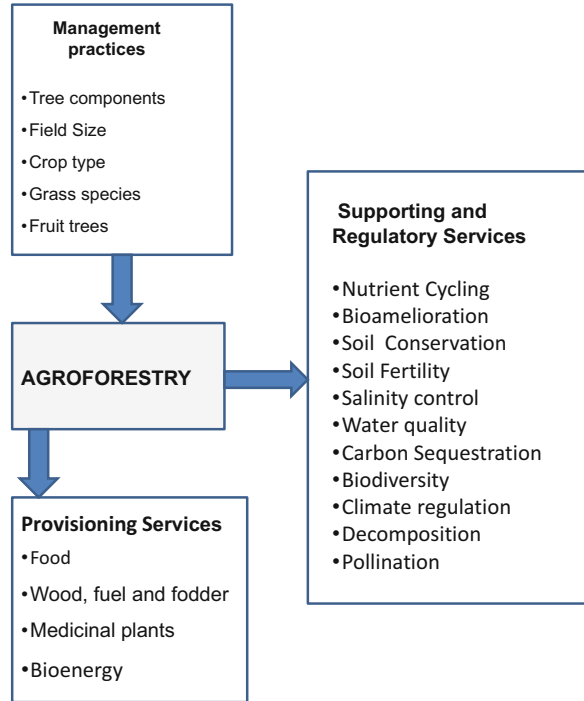 Management
practices
•Tree components
•Field Size
•Crop type
•Grass species
•Fruit trees
AGROFORESTRY
Supporting and
Regulatory Services
•Nutrient Cycling
•Bioamelioration
•Soil Conservation
•Soil Fertility
•Salinity control
•Water quality
•Carbon Sequestration
•Biodiversity
•Climate regulation
•Decomposition
•Pollination
Provisioning Services
•Food
•Wood, fuel and fodder
•Medicinal plants
•Bioenergy